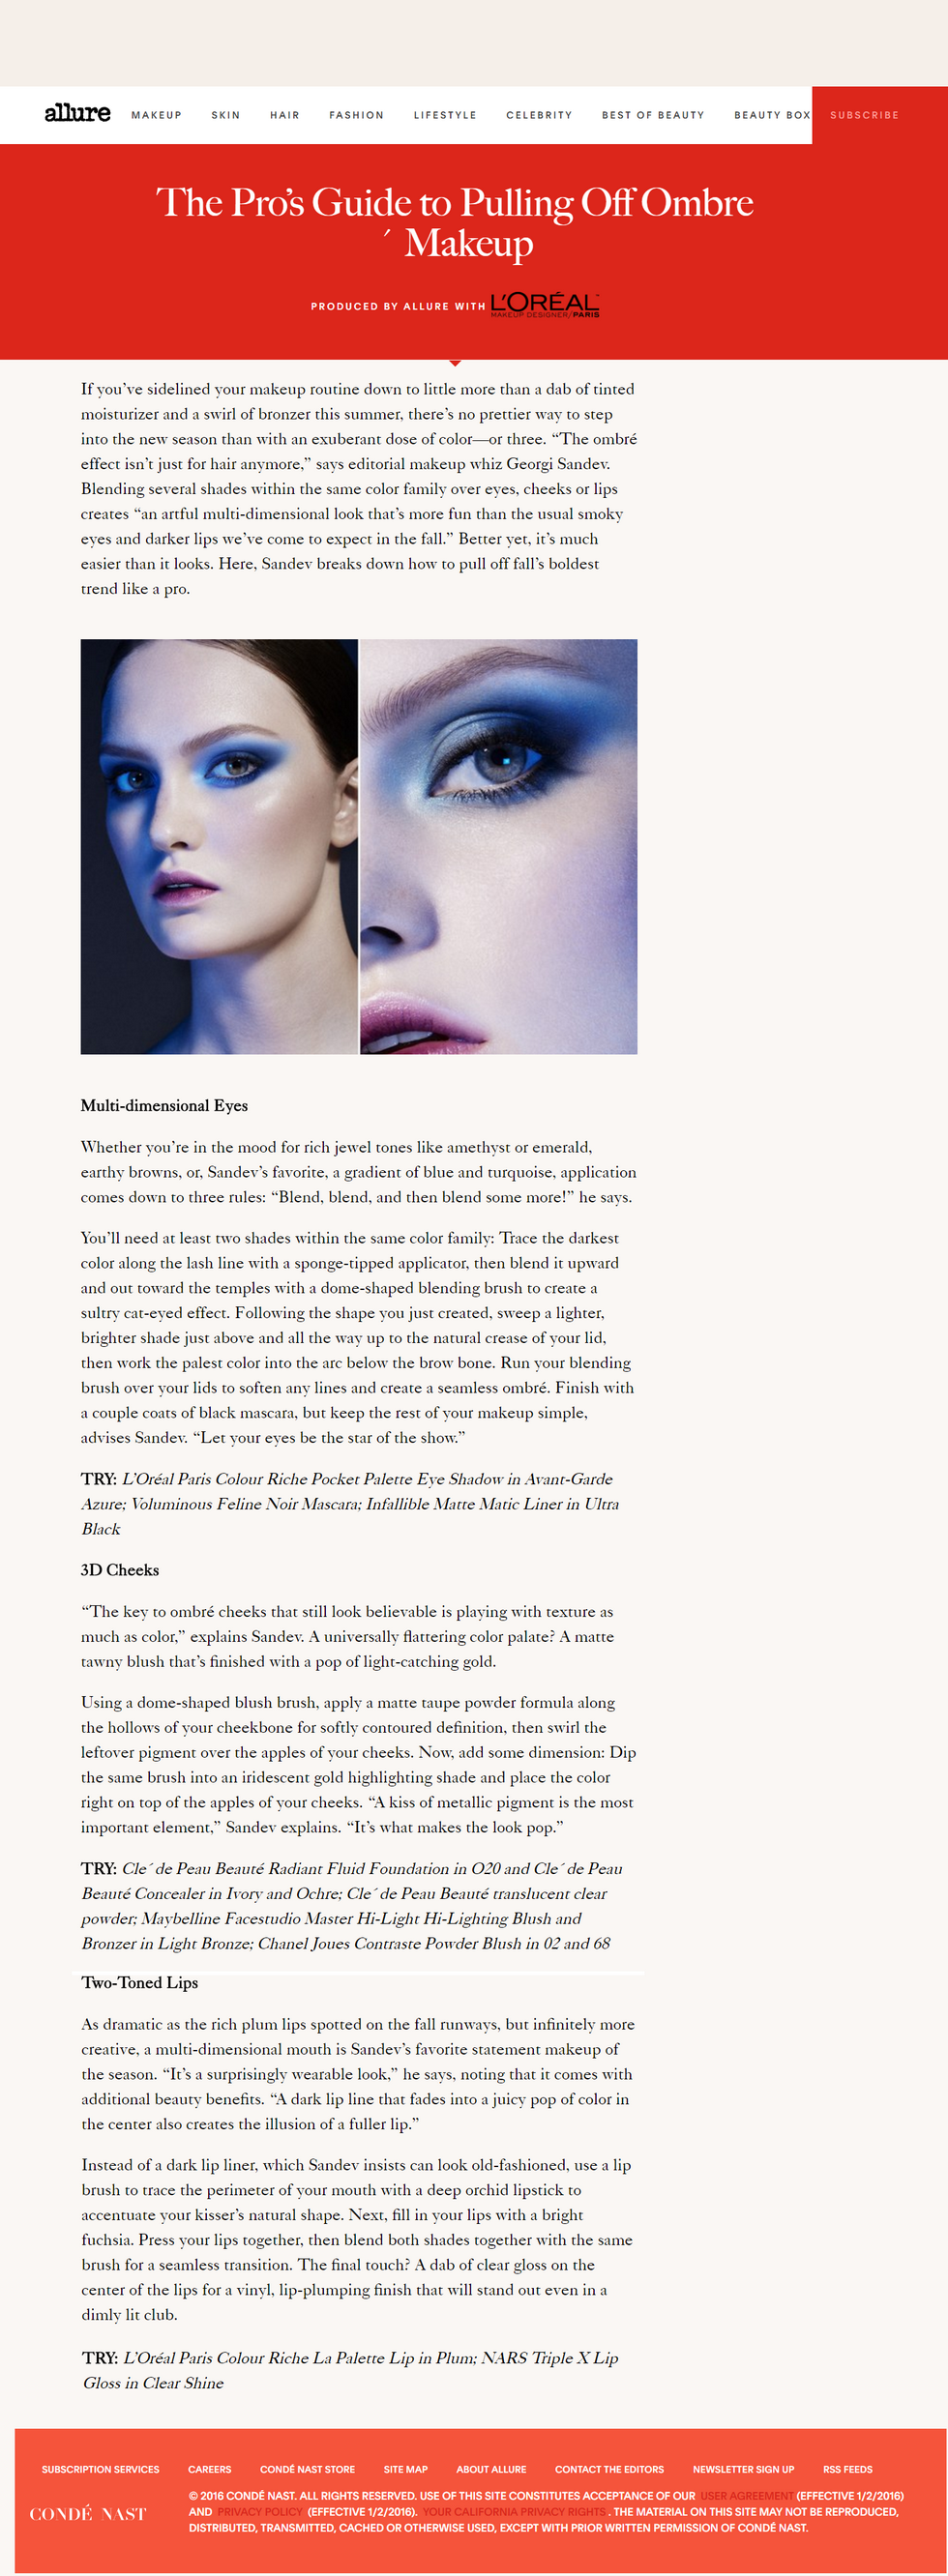 allure MAKEUP SKIN HAIR FASHION LIFESTYLE CELEBRITY BEST OF BEAUTY BEAUTY BOX SUBSCRIBE
The Pro’s Guide to Pulling Off Ombre
´ Makeup
PRODUCED BY ALLURE WITH L'ORÉAL
MAKEUP DESIGNER/PARIS
If you’ve sidelined your makeup routine down to little more than a dab of tinted
moisturizer and a swirl of bronzer this summer, there’s no prettier way to step
into the new season than with an exuberant dose of color—or three. “The ombré
effect isn’t just for hair anymore,” says editorial makeup whiz Georgi Sandev.
Blending several shades within the same color family over eyes, cheeks or lips
creates “an artful multi-dimensional look that’s more fun than the usual smoky
eyes and darker lips we’ve come to expect in the fall.” Better yet, it’s much
easier than it looks. Here, Sandev breaks down how to pull off fall’s boldest
trend like a pro.
Multi-dimensional Eyes
Whether you’re in the mood for rich jewel tones like amethyst or emerald,
earthy browns, or, Sandev’s favorite, a gradient of blue and turquoise, application
comes down to three rules: “Blend, blend, and then blend some more!” he says.
You’ll need at least two shades within the same color family: Trace the darkest
color along the lash line with a sponge-tipped applicator, then blend it upward
and out toward the temples with a dome-shaped blending brush to create a
sultry cat-eyed effect. Following the shape you just created, sweep a lighter,
brighter shade just above and all the way up to the natural crease of your lid,
then work the palest color into the arc below the brow bone. Run your blending
brush over your lids to soften any lines and create a seamless ombré. Finish with
a couple coats of black mascara, but keep the rest of your makeup simple,
advises Sandev. “Let your eyes be the star of the show.”
TRY: L’Oréal Paris Colour Riche Pocket Palette Eye Shadow in Avant-Garde
Azure; Voluminous Feline Noir Mascara; Infallible Matte Matic Liner in Ultra
Black
3D Cheeks
“The key to ombré cheeks that still look believable is playing with texture as
much as color,” explains Sandev. A universally flattering color palate? A matte
tawny blush that’s finished with a pop of light-catching gold.
Using a dome-shaped blush brush, apply a matte taupe powder formula along
the hollows of your cheekbone for softly contoured definition, then swirl the
leftover pigment over the apples of your cheeks. Now, add some dimension: Dip
the same brush into an iridescent gold highlighting shade and place the color
right on top of the apples of your cheeks. “A kiss of metallic pigment is the most
important element,” Sandev explains. “It’s what makes the look pop.”
TRY: Cle´ de Peau Beauté Radiant Fluid Foundation in O20 and Cle´ de Peau
Beauté Concealer in Ivory and Ochre; Cle´ de Peau Beauté translucent clear
powder; Maybelline Facestudio Master Hi-Light Hi-Lighting Blush and
Bronzer in Light Bronze; Chanel Joues Contraste Powder Blush in 02 and 68
Two-Toned Lips
As dramatic as the rich plum lips spotted on the fall runways, but infinitely more
creative, a multi-dimensional mouth is Sandev’s favorite statement makeup of
the season. “It’s a surprisingly wearable look,” he says, noting that it comes with
additional beauty benefits. “A dark lip line that fades into a juicy pop of color in
the center also creates the illusion of a fuller lip.”
Instead of a dark lip liner, which Sandev insists can look old-fashioned, use a lip
brush to trace the perimeter of your mouth with a deep orchid lipstick to
accentuate your kisser’s natural shape. Next, fill in your lips with a bright
fuchsia. Press your lips together, then blend both shades together with the same
brush for a seamless transition. The final touch? A dab of clear gloss on the
center of the lips for a vinyl, lip-plumping finish that will stand out even in a
dimly lit club.
TRY: L’Oréal Paris Colour Riche La Palette Lip in Plum; NARS Triple X Lip
Gloss in Clear Shine
SUBSCRIPTION SERVICES CAREERS CONDÉ NAST STORE SITE MAP ABOUT ALLURE CONTACT THE EDITORS NEWSLETTER SIGN UP RSS FEEDS
CONDÉ NAST
© 2016 CONDÉ NAST. ALL RIGHTS RESERVED. USE OF THIS SITE CONSTITUTES ACCEPTANCE OF OUR USER AGREEMENT (EFFECTIVE 1/2/2016)
AND PRIVACY POLICY (EFFECTIVE 1/2/2016). YOUR CALIFORNIA PRIVACY RIGHTS. THE MATERIAL ON THIS SITE MAY NOT BE REPRODUCED,
DISTRIBUTED, TRANSMITTED, CACHED OR OTHERWISE USED, EXCEPT WITH PRIOR WRITTEN PERMISSION OF CONDÉ NAST.